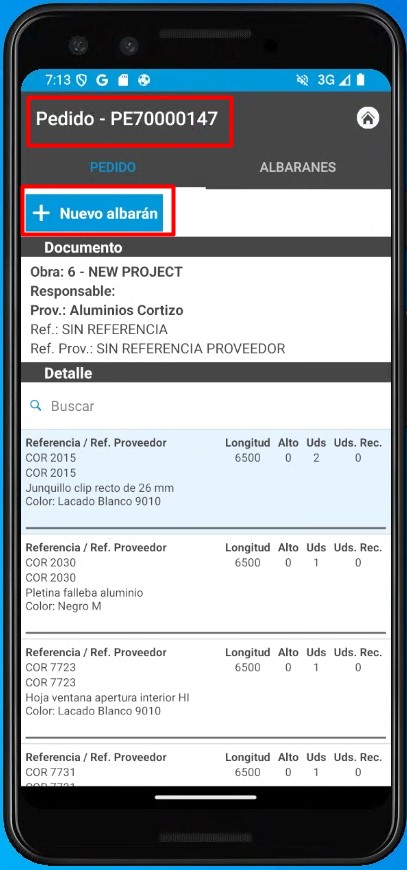 7:13 G 3G
Pedido - PE70000147
PEDIDO ALBARANES
+ Nuevo albarán
Documento
Obra: 6 - NEW PROJECT
Responsable:
Prov.: Aluminios Cortizo
Ref.: SIN REFERENCIA
Ref. Prov.: SIN REFERENCIA PROVEEDOR
Detalle
Buscar
Referencia / Ref. Proveedor Longitud Alto Uds Uds. Rec.
COR 2015 6500 0 2 0
COR 2015
Junquillo clip recto de 26 mm
Color: Lacado Blanco 9010
Referencia / Ref. Proveedor Longitud Alto Uds Uds. Rec.
COR 2030 6500 0 1 0
COR 2030
Pletina falleba aluminio
Color: Negro M
Referencia / Ref. Proveedor Longitud Alto Uds Uds. Rec.
COR 7723 6500 0 1 0
COR 7723
Hoja ventana apertura interior HI
Color: Lacado Blanco 9010
Referencia / Ref. Proveedor Longitud Alto Uds Uds. Rec.
COR 7731 6500 0 1 0
COR 7731